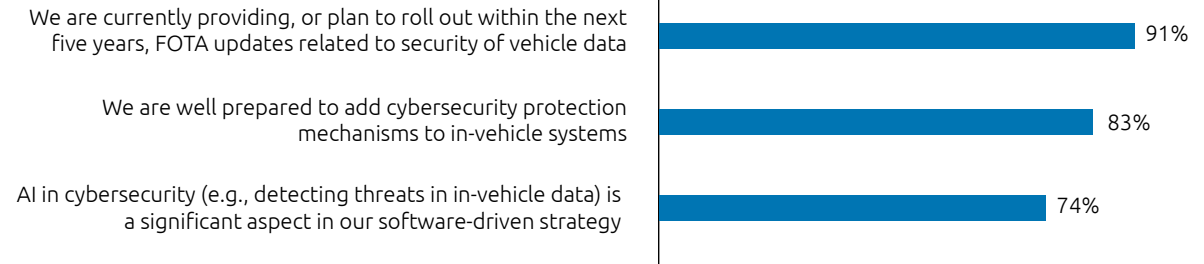 We are currently providing, or plan to roll out within the next
five years, FOTA updates related to security of vehicle data
91%
We are well prepared to add cybersecurity protection
mechanisms to in-vehicle systems
83%
AI in cybersecurity (e.g., detecting threats in in-vehicle data) is
a significant aspect in our software-driven strategy
74%